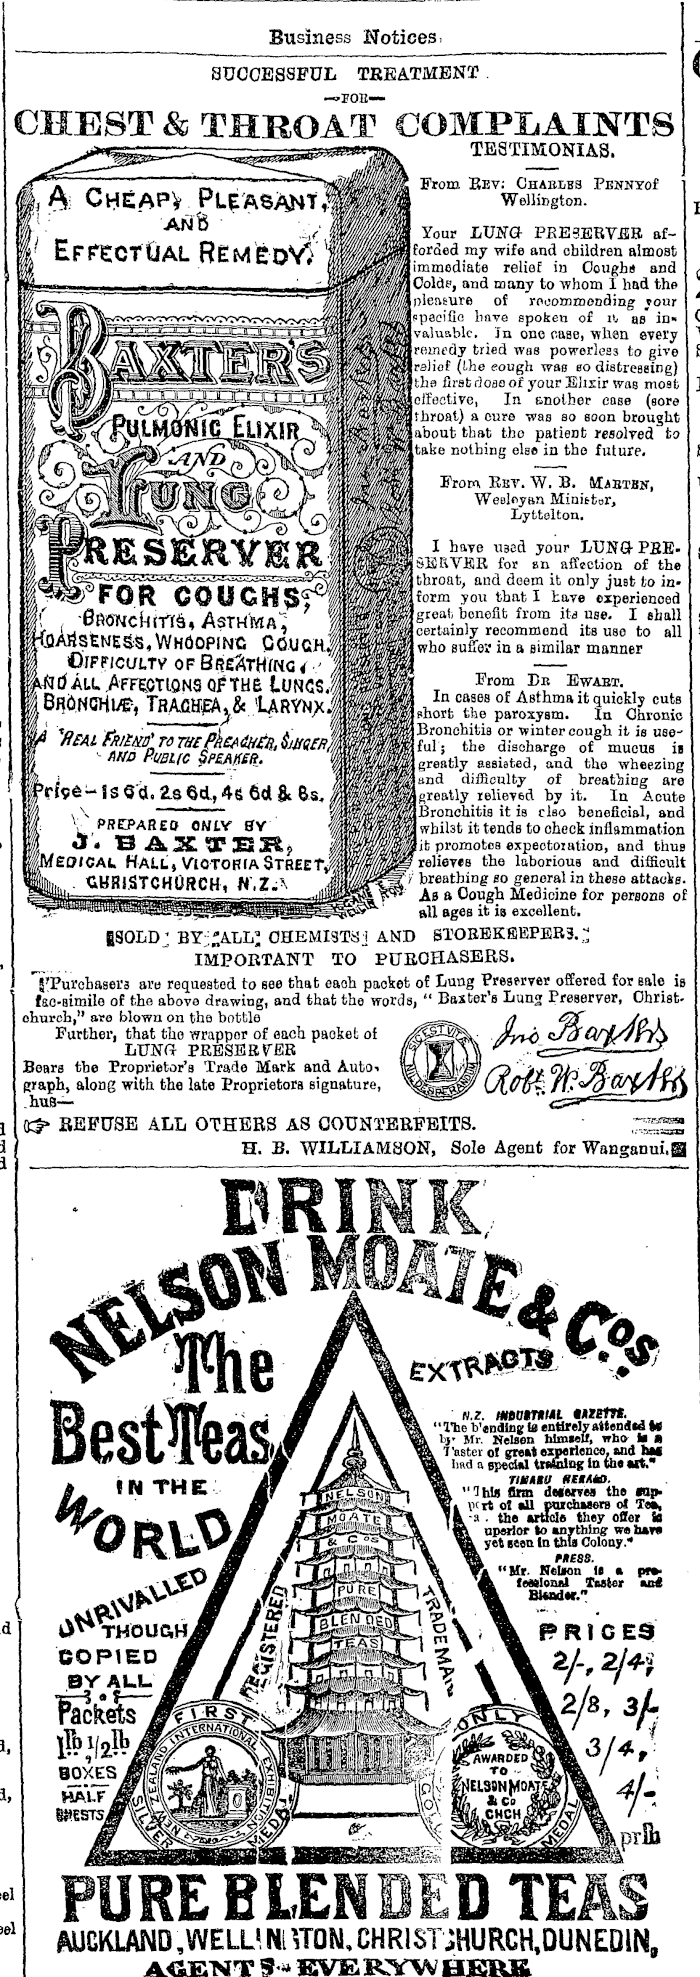 Business Notices.
SUCCESSFUL TREATMENT.
—FOR—
CHEST & THROAT COMPLAINTS
A CHEAP, PLEASANT,
AND
EFFECTUAL REMEDY.
BAXTER'S
PULMONIC ELIXIR
AND
LUNG
PRESERVER
FOR COUGHS,
BRONCHITIS, ASTHMA,
HOARSENESS, WHOOPING COUGH,
DIFFICULTY OF BREATHING,
AND ALL AFFECTIONS OF THE LUNGS,
BRONCHIÆ, TRACHEA, & LARYNX.
A 'REAL FRIEND' TO THE PREACHER, SINGER,
AND PUBLIC SPEAKER.
Price—1s 6d. 2s 6d, 4s 6d & 8s.
PREPARED ONLY BY
J. BAXTER,
MEDICAL HALL, VICTORIA STREET,
CHRISTCHURCH, N.Z.
TESTIMONIAS.
From REV: CHARLES PENNYof
Wellington.
Your LUNG PRESERVER af-
forded my wife and children almost
immediate relief in Coughs and
Colds, and many to whom I had the
pleasure of recommending your
specific have spoken of it as in-
valuable. In one case, when every
remedy tried was powerless to give
relief (the cough was so distressing)
the first dose of your Elixir was most
effective, In another case (sore
throat) a cure was so soon brought
about that the patient resolved to
take nothing else in the future.
From REV. W. B. MARTEN,
Wesleyan Minister,
Lyttelton.
I have used your LUNG PRE-
SERVER for an affection of the
throat, and deem it only just to in-
form you that I have experienced
great benefit from its use. I shall
certainly recommend its use to all
who suffer in a similar manner
From DR EWART.
In cases of Asthma it quickly cuts
short the paroxysm. In Chronic
Bronchitis or winter cough it is use-
ful; the discharge of mucus is
greatly assisted, and the wheezing
and difficulty of breathing are
greatly relieved by it. In Acute
Bronchitis it is also beneficial, and
whilst it tends to check inflammation
it promotes expectoration, and thus
relieves the laborious and difficult
breathing so general in these attacks.
As a Cough Medicine for persons of
all ages it is excellent.
SOLD BY ALL CHEMISTS AND STOREKEEPERS.
IMPORTANT TO PURCHASERS.
Purchasers are requested to see that each packet of Lung Preserver offered for sale is
fac-simile of the above drawing, and that the words, "Baxter's Lung Preserver, Christ-
church," are blown on the bottle
Further, that the wrapper of each packet of
LUNG PRESERVER
Bears the Proprietor's Trade Mark and Auto-
graph, along with the late Proprietors signature,
hus—
SIC EST VITA
NIL DESPERANDUM
Jno Baxter
Robt. W. Baxter
REFUSE ALL OTHERS AS COUNTERFEITS.
H. B. WILLIAMSON, Sole Agent for Wanganui.
DRINK
NELSON MOATE & Cos.
The
Best Teas
IN THE
WORLD
UNRIVALLED
THOUGH
COPIED
BY ALL
Packets
1lb 1/2lb
BOXES
HALF
CHESTS
EXTRACTS
N.Z. INDUSTRIAL GAZETTE.
"The blending is entirely attended to
by Mr. Nelson himself, who is a
Taster of great experience, and has
had a special training in the art."
TIMARU HERALD.
"This firm deserves the sup-
port of all purchasers of Tea,
the article they offer is
uperior to anything we have
yet seen in this Colony."
PRESS.
"Mr. Nelson is a pro-
fessional Taster and
Blender."
PRICES
2/-, 2/4,
2/8, 3/-
3/4,
4/-
pr lb
NELSON
MOATE
& Cos
PURE
BLENDED
TEAS
REGISTERED
TRADE MARK
FIRST
NEW ZEALAND INTERNATIONAL EXHIBITION
SILVER MEDAL
ONLY
AWARDED
TO
NELSON MOATE
& Co
CHCH
MEDAL
PURE BLENDED TEAS
AUCKLAND, WELLINGTON, CHRISTCHURCH, DUNEDIN,
AGENTS EVERYWHERE